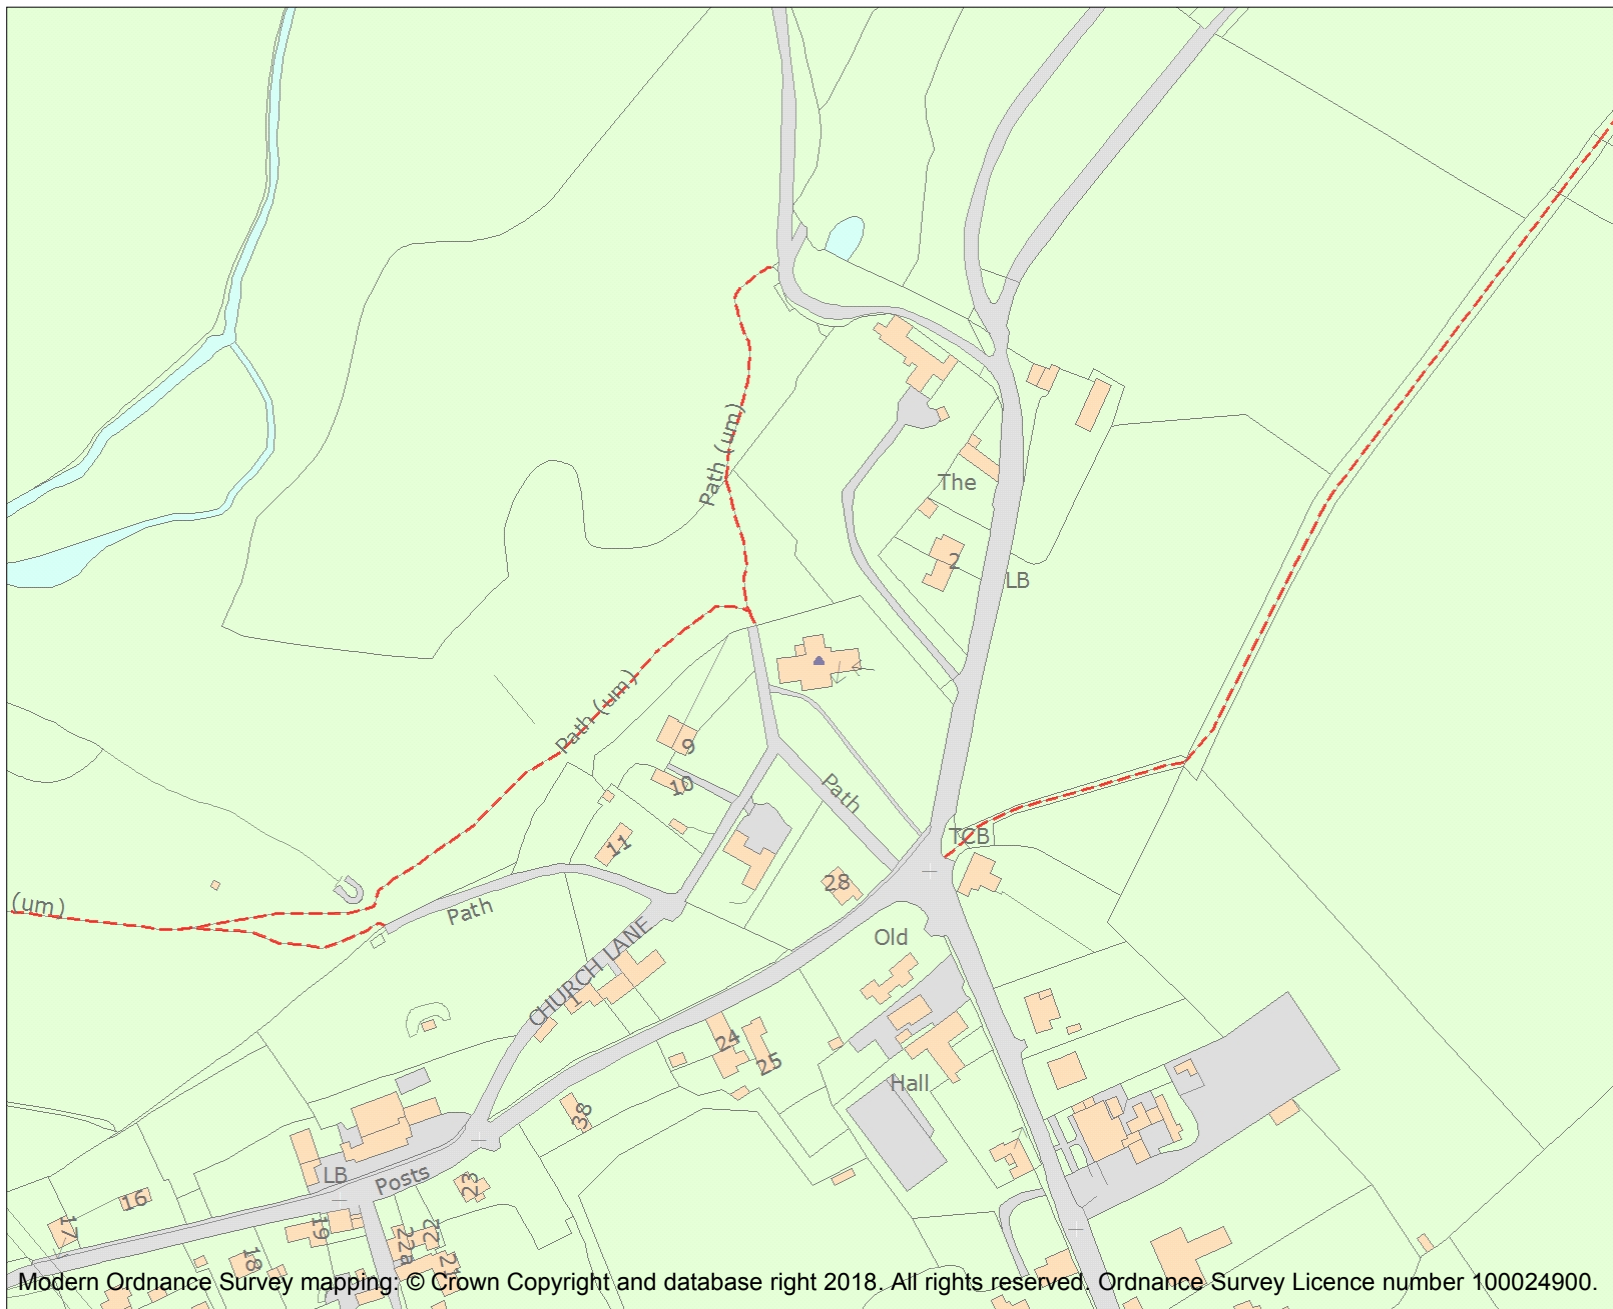 Path (um)
The
2
LB
Path (um)
9
10
Path
11
TCB
28
(um)
Path
Old
CHURCH LANE
1
24
25
Hall
38
LB
Posts
23
16
17
19
22
22a
18
21
Modern Ordnance Survey mapping: © Crown Copyright and database right 2018. All rights reserved. Ordnance Survey Licence number 100024900.